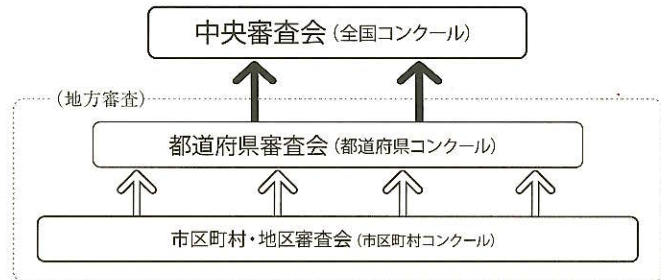 中央審査会(全国コンクール)
(地方審査)
都道府県審査会(都道府県コンクール)
市区町村・地区審査会(市区町村コンクール)